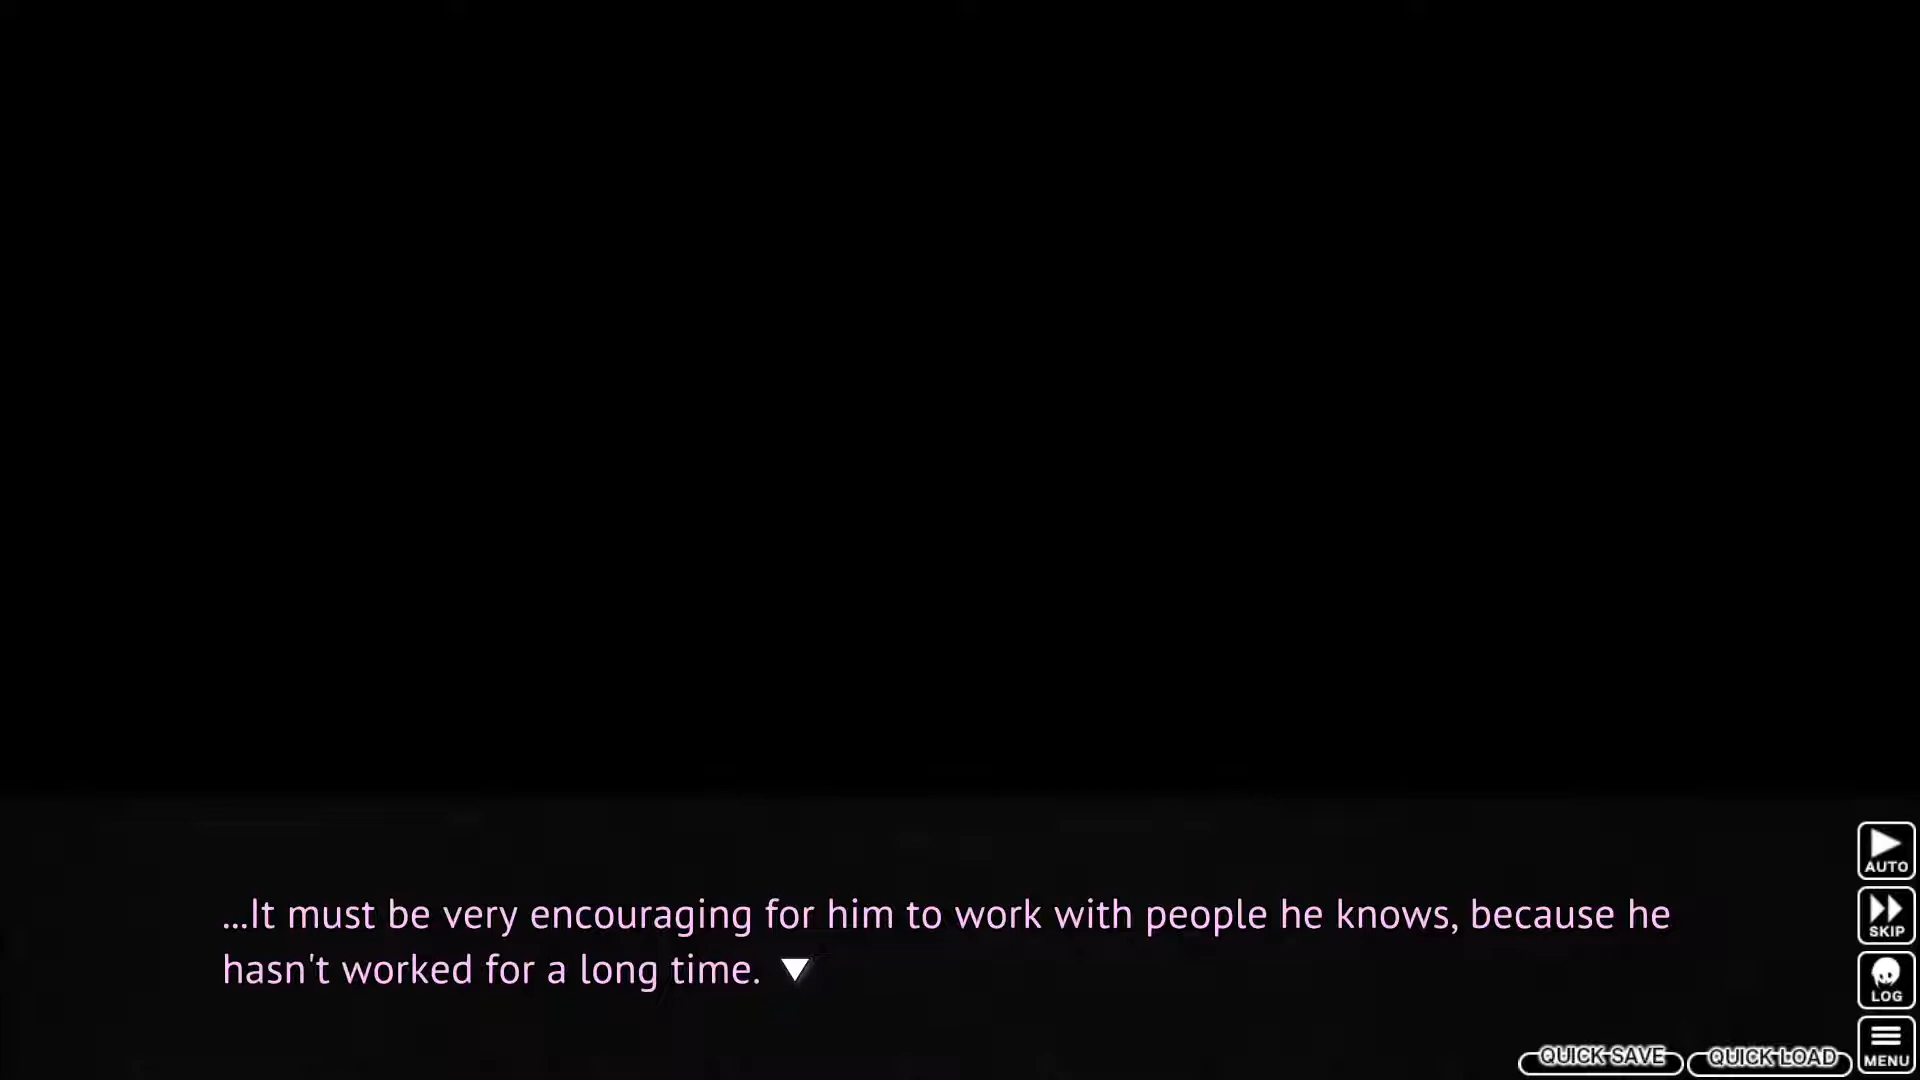 ...It must be very encouraging for him to work with people he knows, because he
hasn't worked for a long time.
AUTO
SKIP
LOG
MENU
QUICK SAVE
QUICK LOAD